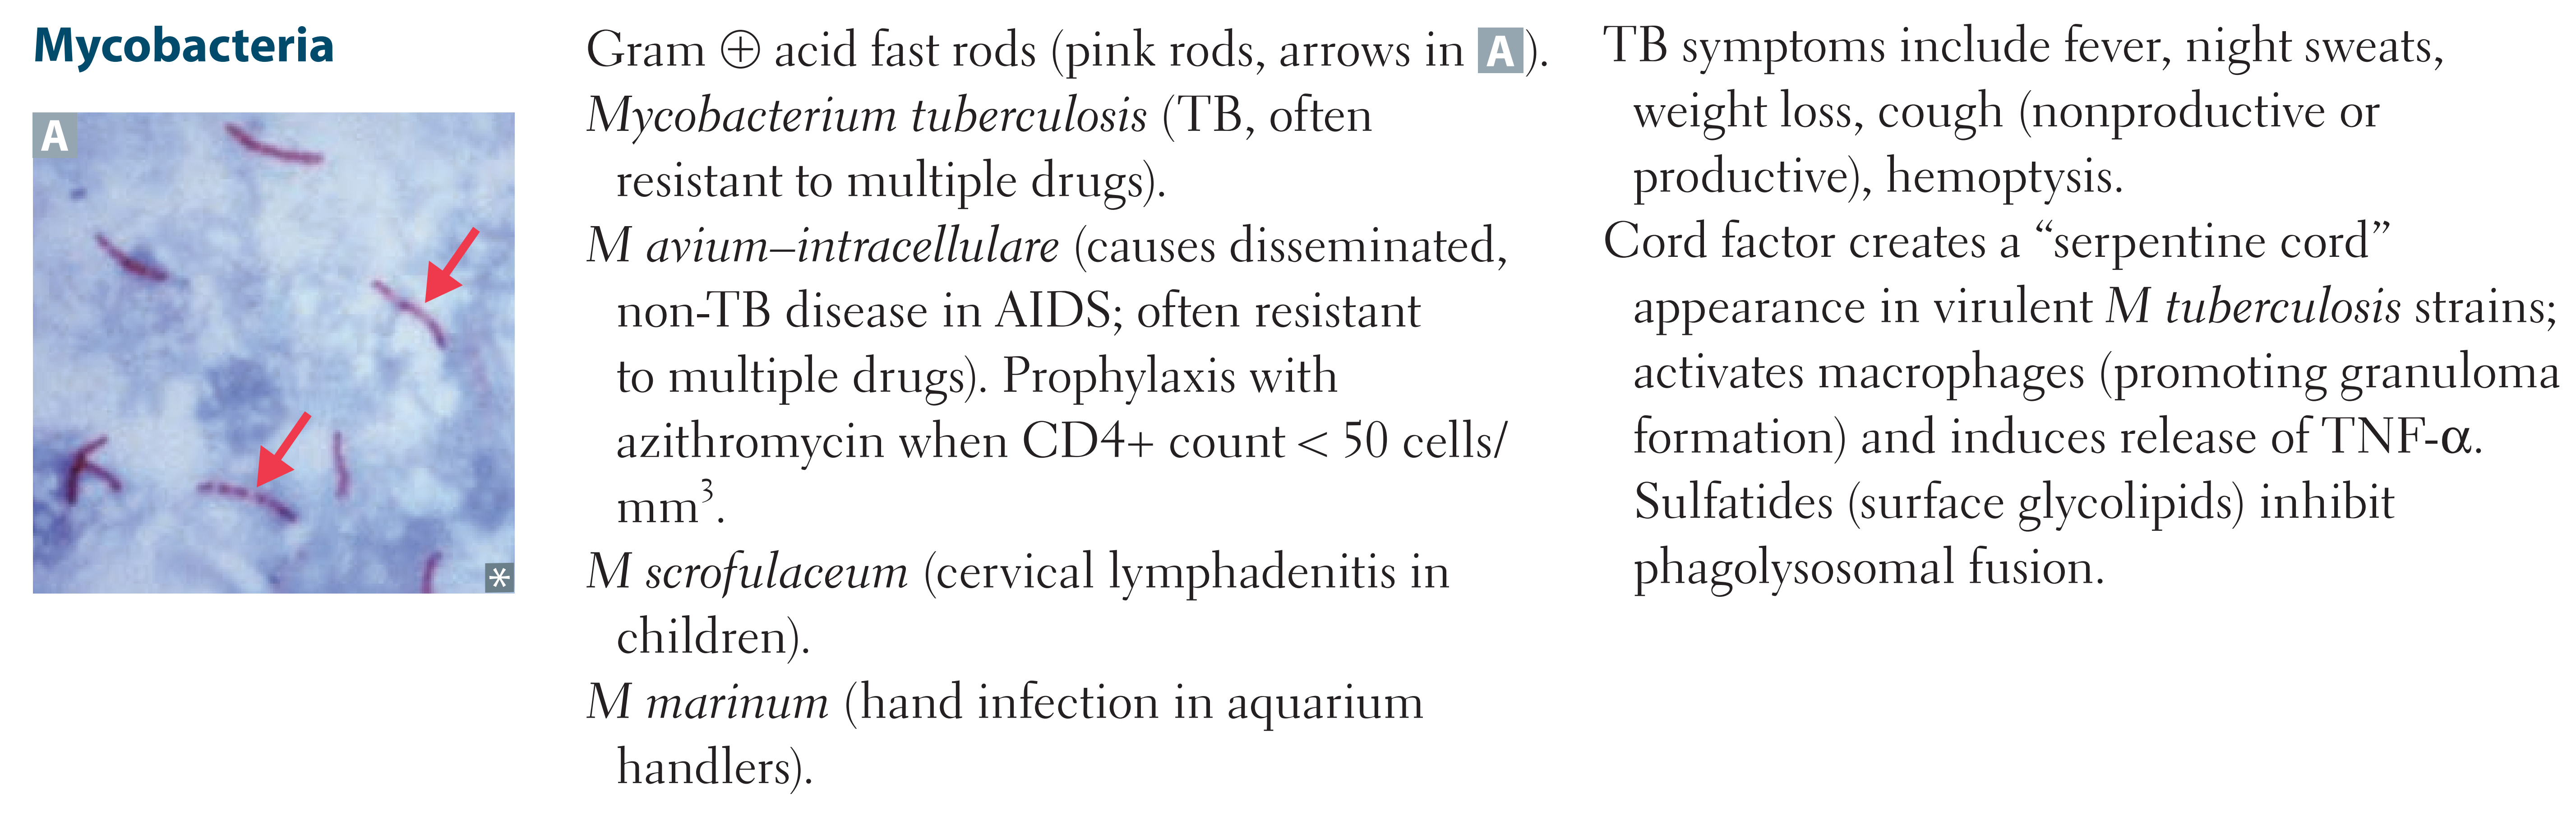 Mycobacteria
A
*
Gram ⊕ acid fast rods (pink rods, arrows in A).
Mycobacterium tuberculosis (TB, often
resistant to multiple drugs).
M avium–intracellulare (causes disseminated,
non-TB disease in AIDS; often resistant
to multiple drugs). Prophylaxis with
azithromycin when CD4+ count < 50 cells/
mm³.
M scrofulaceum (cervical lymphadenitis in
children).
M marinum (hand infection in aquarium
handlers).
TB symptoms include fever, night sweats,
weight loss, cough (nonproductive or
productive), hemoptysis.
Cord factor creates a “serpentine cord”
appearance in virulent M tuberculosis strains;
activates macrophages (promoting granuloma
formation) and induces release of TNF-α.
Sulfatides (surface glycolipids) inhibit
phagolysosomal fusion.